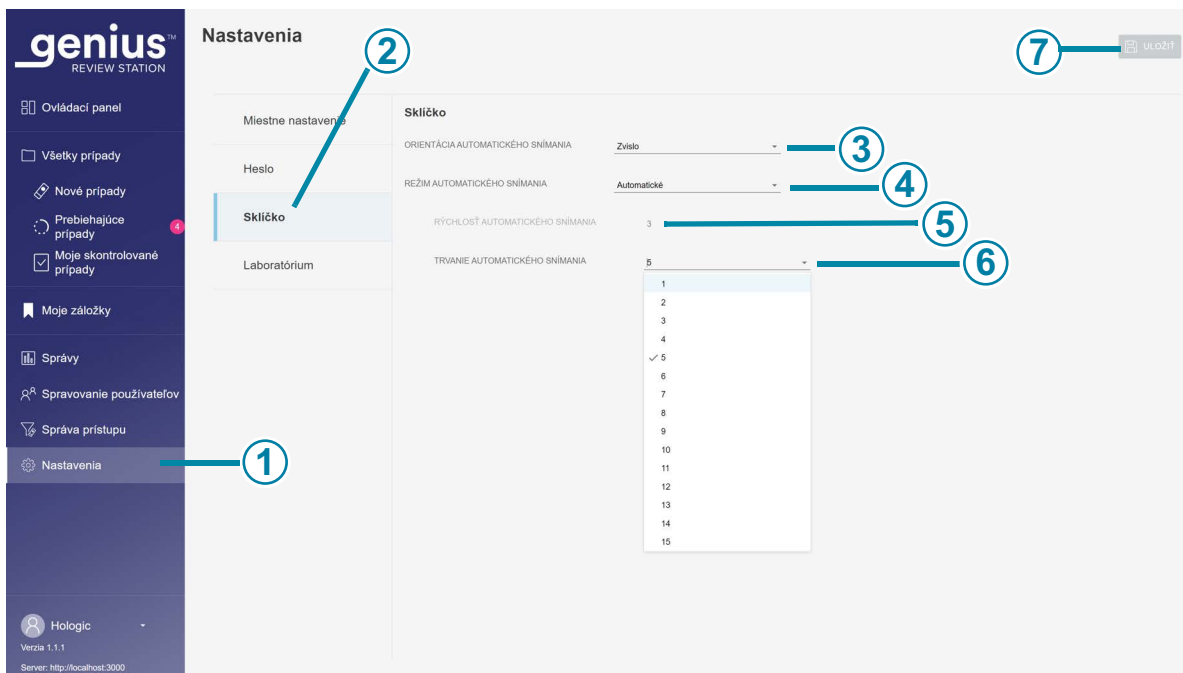 genius™
REVIEW STATION
Ovládací panel
Všetky prípady
Nové prípady
Prebiehajúce
prípady
4
Moje skontrolované
prípady
Moje záložky
Správy
Spravovanie používateľov
Správa prístupu
Nastavenia
1
Hologic
Verzia 1.1.1
Server: http://localhost:3000
Nastavenia
2
7
ULOŽIŤ
Miestne nastavenie
Heslo
Sklíčko
Laboratórium
Sklíčko
ORIENTÁCIA AUTOMATICKÉHO SNÍMANIA Zvislo 3
REŽIM AUTOMATICKÉHO SNÍMANIA Automatické 4
RÝCHLOSŤ AUTOMATICKÉHO SNÍMANIA 3 5
TRVANIE AUTOMATICKÉHO SNÍMANIA 5 6
1
2
3
4
5
6
7
8
9
10
11
12
13
14
15